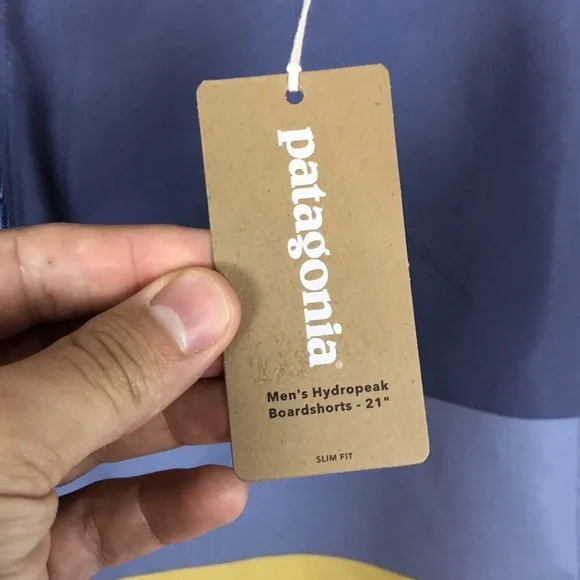 patagonia®
Men's Hydropeak
Boardshorts - 21"
SLIM FIT